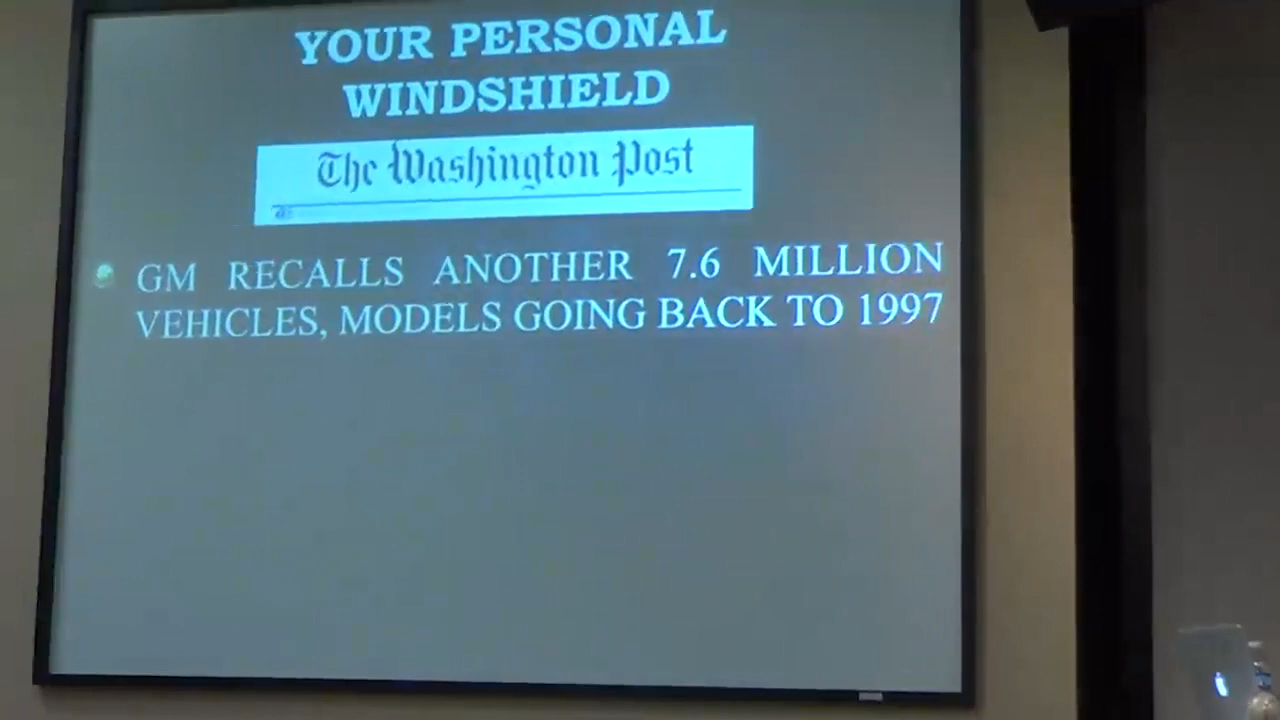 YOUR PERSONAL
WINDSHIELD
The Washington Post
GM RECALLS ANOTHER 7.6 MILLION
VEHICLES, MODELS GOING BACK TO 1997